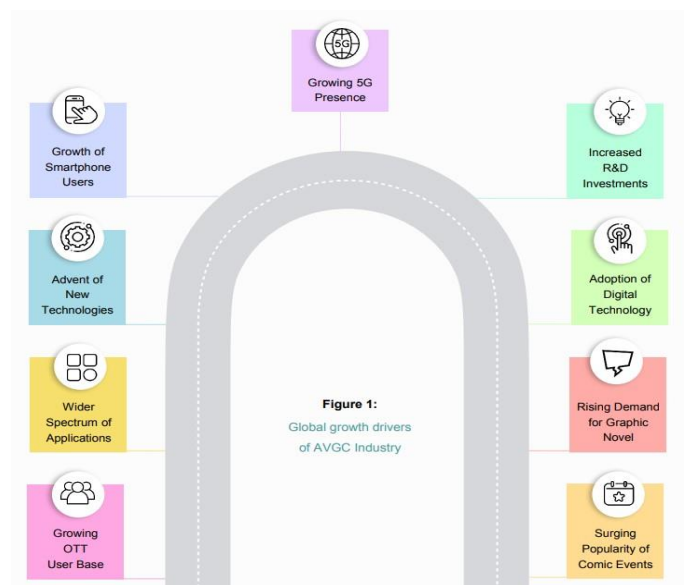 5G
Growing 5G
Presence
Growth of
Smartphone
Users
Increased
R&D
Investments
Advent of
New
Technologies
Adoption of
Digital
Technology
Wider
Spectrum of
Applications
Figure 1:
Global growth drivers
of AVGC Industry
Rising Demand
for Graphic
Novel
Growing
OTT
User Base
Surging
Popularity of
Comic Events